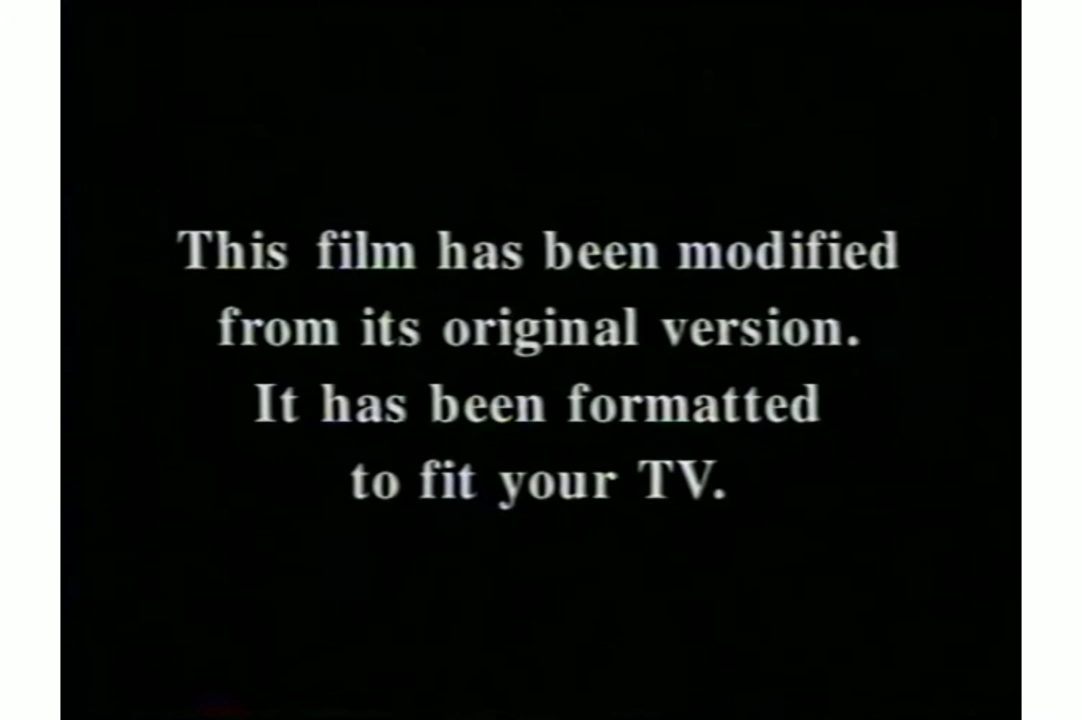 This film has been modified
from its original version.
It has been formatted
to fit your TV.